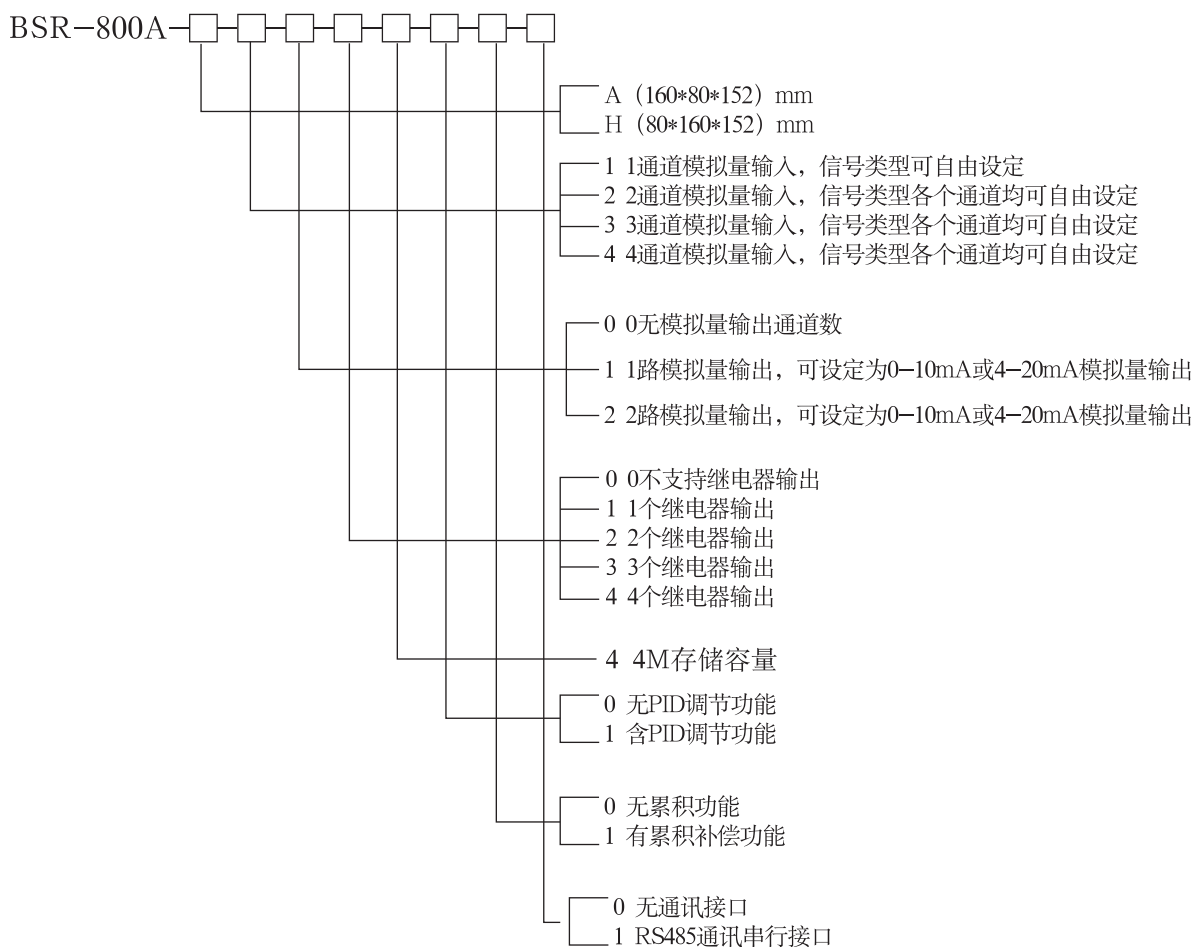 BSR-800A-□-□-□-□-□-□-□-□
A（160*80*152）mm
H（80*160*152）mm
1 1通道模拟量输入，信号类型可自由设定
2 2通道模拟量输入，信号类型各个通道均可自由设定
3 3通道模拟量输入，信号类型各个通道均可自由设定
4 4通道模拟量输入，信号类型各个通道均可自由设定
0 0无模拟量输出通道数
1 1路模拟量输出，可设定为0-10mA或4-20mA模拟量输出
2 2路模拟量输出，可设定为0-10mA或4-20mA模拟量输出
0 0不支持继电器输出
1 1个继电器输出
2 2个继电器输出
3 3个继电器输出
4 4个继电器输出
4 4M存储容量
0 无PID调节功能
1 含PID调节功能
0 无累积功能
1 有累积补偿功能
0 无通讯接口
1 RS485通讯串行接口